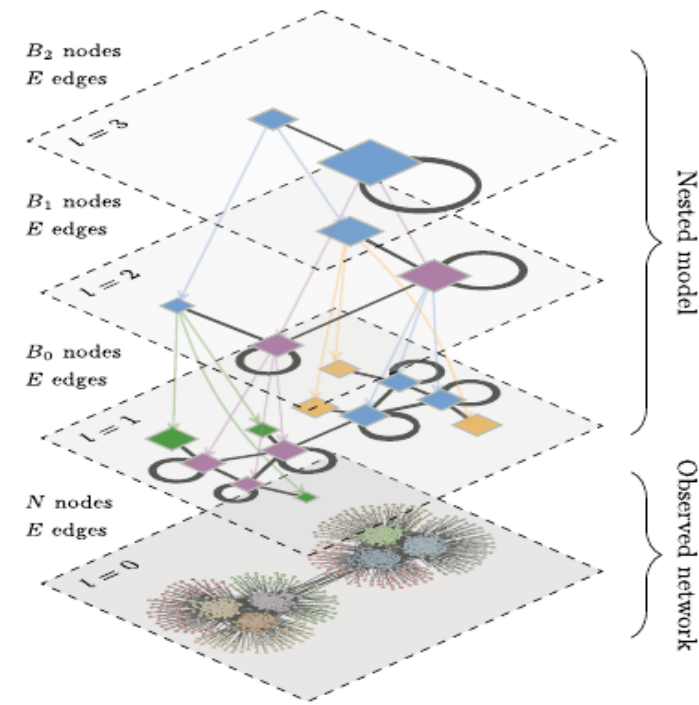 B₂ nodes
E edges
l = 3
B₁ nodes
E edges
l = 2
B₀ nodes
E edges
l = 1
N nodes
E edges
l = 0
Nested model
Observed network